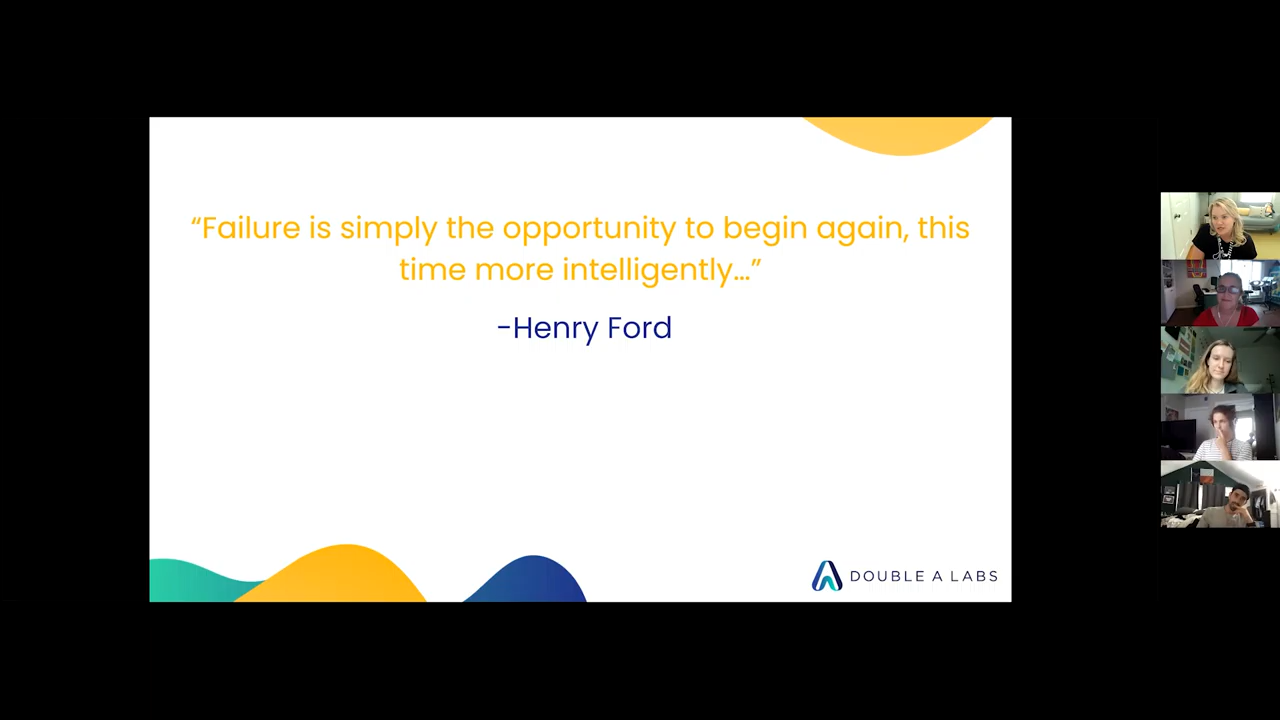 “Failure is simply the opportunity to begin again, this
time more intelligently...”
-Henry Ford
DOUBLE A LABS